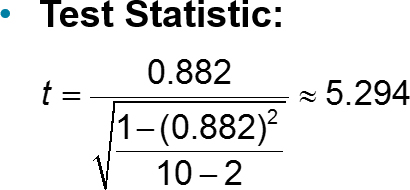 • Test Statistic:
t = 0.882 / √((1–(0.882)²) / (10 – 2)) ≈ 5.294